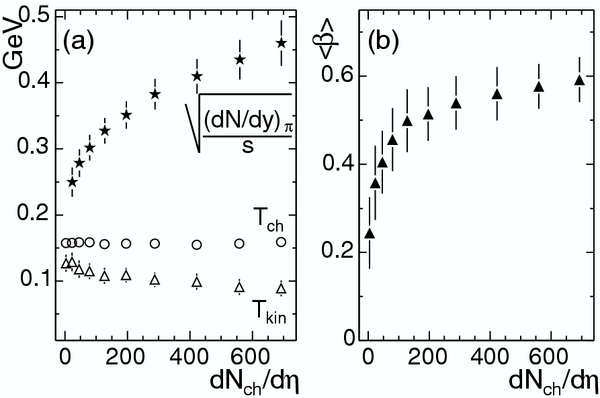 GeV
0.5
0.4
0.3
0.2
0.1
(a)
√(dN/dy)π
s
Tch
Tkin
0 200 400 600
dNch/dη
<β>
0.6
0.4
0.2
0
(b)
0 200 400 600
dNch/dη